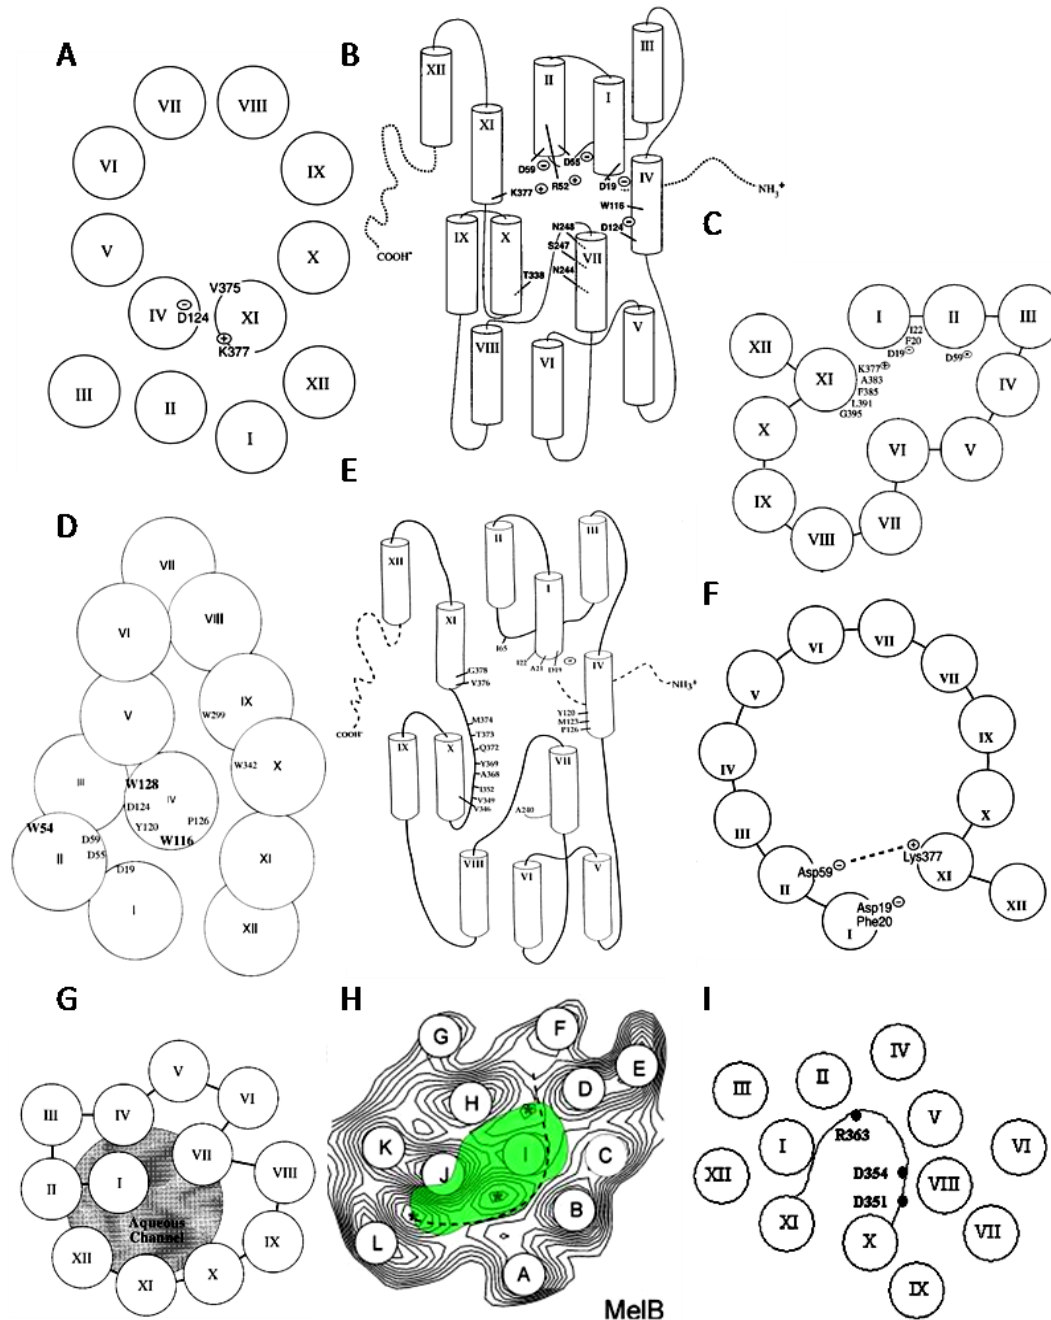 A
VII VIII
VI IX
V X
V375
IV ⊖ D124 XI
⊕ K377
III II XII
I
B
III
XII II I
XI
D59 ⊖ D55 ⊖
K377 ⊕ R52 ⊕ D19 ⊖ IV
NH3+
W116
D124 ⊖
COOH⁻
IX X N248
S247 VII
T338 N244
V
VIII VI
C
I II III
I22
F20
D19⊖ D59⊖
XII
XI K377⊕
A383
F385
L391
G395
IV
X VI V
IX VII
VIII
D
VII
VI VIII
V IX
W299
W342 X
III W128 IV
D124 P126
W54 Y120
D59 W116
II D55
D19 XI
I
XII
E
III
II
XII
I
XI I65
I22 A21 D19 ⊖ IV
G378
V376
NH3+
Y120
M123
P126
COOH⁻
M374
T373
Q372
Y369
A368
I352
V349
V346
IX X VII
A240
VIII VI V
F
VI VII
V VII
IX
IV
X
III
Asp59⊖ ⊕ Lys377
II XI
Asp19⊖
Phe20
I XII
G
V
III IV VI
VII
II I VIII
Aqueous
Channel
XII IX
XI X
H
G F
E
H D
*
K I C
J
*
* B
L
A
MelB
I
IV
III II
V
R363
I VI
XII D354
D351 VIII
XI X VII
IX